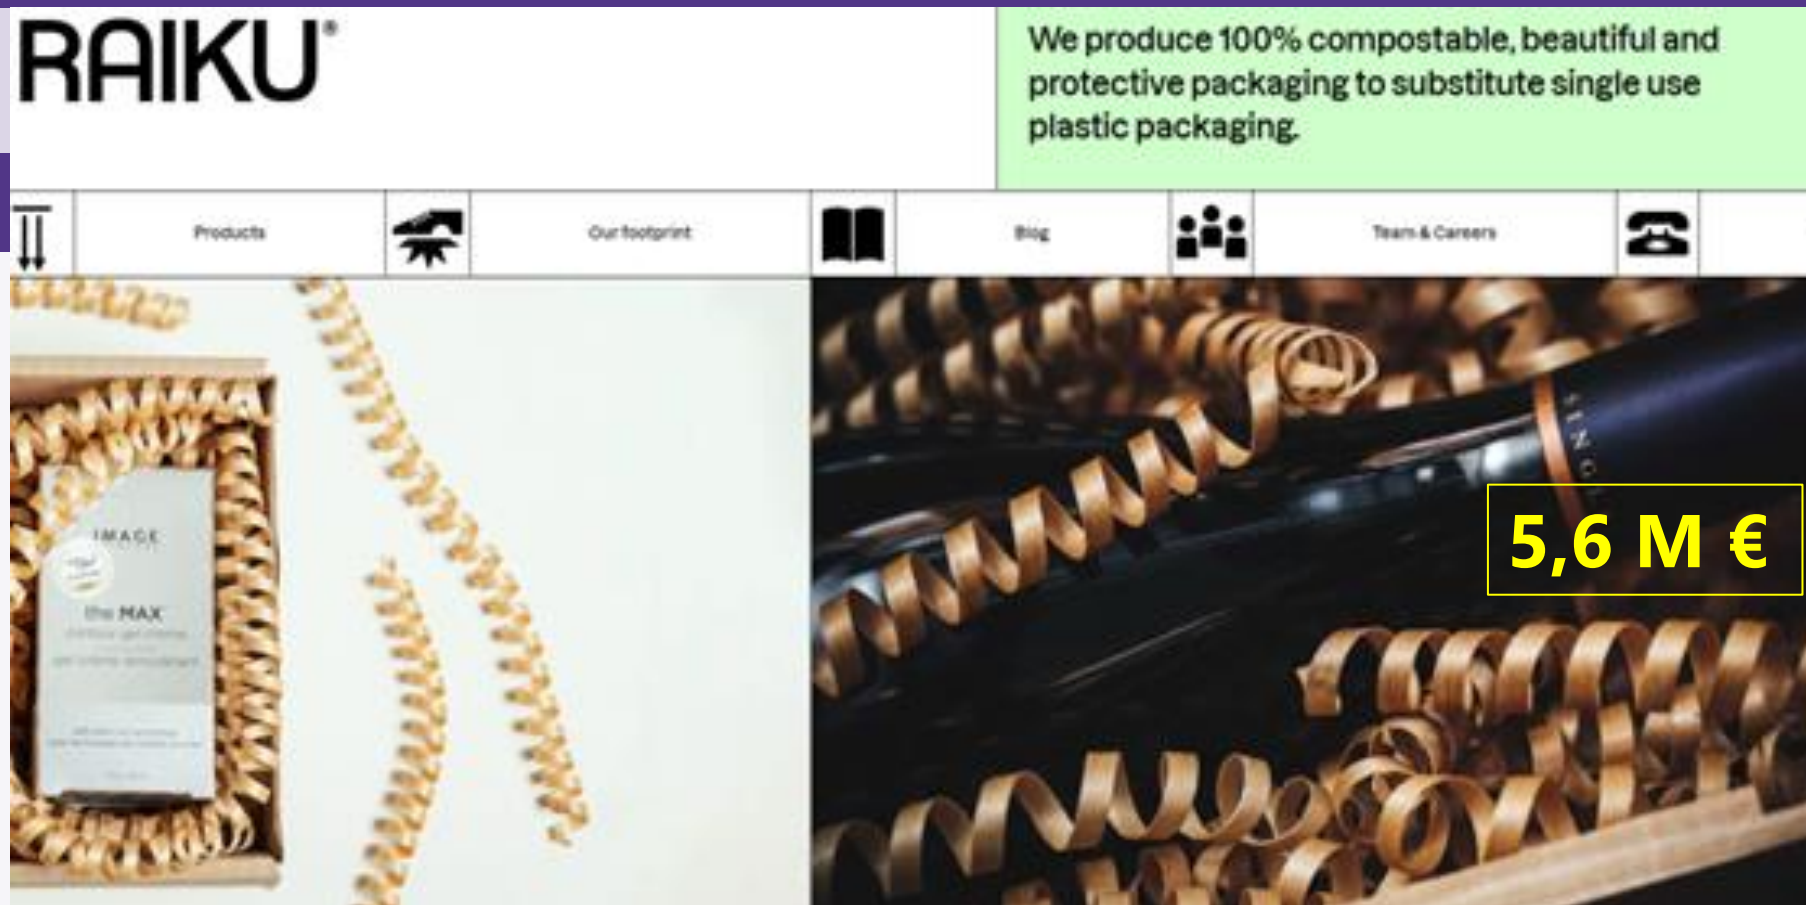 RAIKU®
We produce 100% compostable, beautiful and
protective packaging to substitute single use
plastic packaging.
Products
Our footprint
Blog
Team & Careers
IMAGE
the MAX
5,6 M €